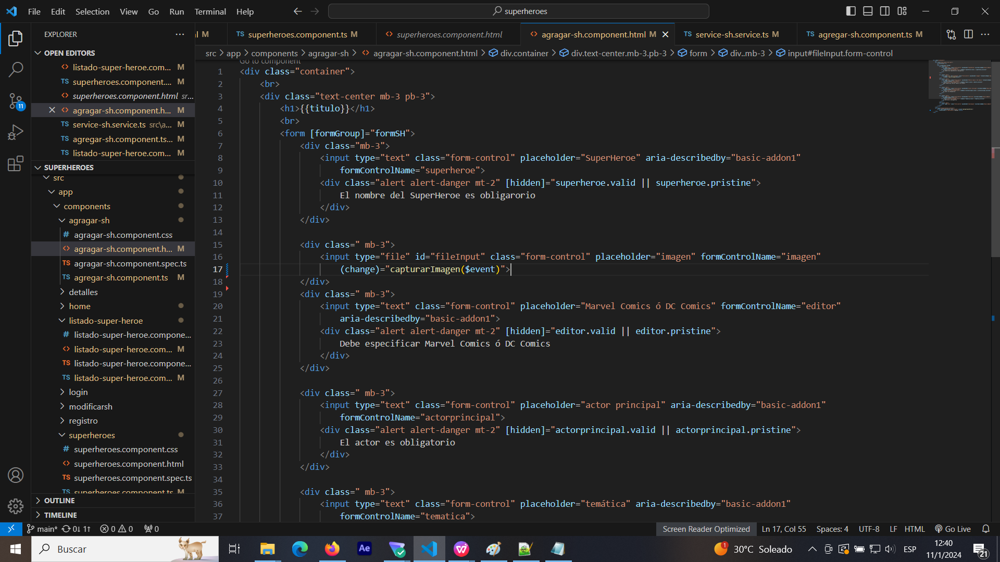 File Edit Selection View Go Run Terminal Help superheroes
EXPLORER
M
TS superheroes.component.ts M
<> superheroes.component.html
<> agragar-sh.component.html M
TS service-sh.service.ts M
TS agregar-sh.component.ts M
src > app > components > agragar-sh > <> agragar-sh.component.html > div.container > div.text-center.mb-3.pb-3 > form > div..mb-3 > input#fileInput.form-control
OPEN EDITORS
<> listado-super-heroe.com... M
TS superheroes.component.... M
<> superheroes.component.html sr...
<> agragar-sh.component.h... M
TS service-sh.service.ts src\a... M
TS agregar-sh.component.ts... M
TS listado-super-heroe.com... M
SUPERHEROES
src
app
components
agragar-sh
# agragar-sh.component.css
<> agragar-sh.component.h... M
TS agragar-sh.component.spec.ts
TS agregar-sh.component.ts M
detalles
home
listado-super-heroe
# listado-super-heroe.compone...
<> listado-super-heroe.com... M
TS listado-super-heroe.compone...
TS listado-super-heroe.com... M
login
modificarsh
registro
superheroes
# superheroes.component.css
<> superheroes.component.html
TS superheroes.component.spec.ts
TS superheroes.component.ts M
OUTLINE
TIMELINE
11
Go to component
1 <div class="container">
2 <br>
3 <div class="text-center mb-3 pb-3">
4 <h1>{{titulo}}</h1>
5 <br>
6 <form [formGroup]="formSH">
7 <div class="mb-3">
8 <input type="text" class="form-control" placeholder="SuperHeroe" aria-describedby="basic-addon1"
9 formControlName="superheroe">
10 <div class="alert alert-danger mt-2" [hidden]="superheroe.valid || superheroe.pristine">
11 El nombre del SuperHeroe es obligarorio
12 </div>
13 </div>
14
15 <div class=" mb-3">
16 <input type="file" id="fileInput" class="form-control" placeholder="imagen" formControlName="imagen"
17 (change)="capturarImagen($event)">
18 </div>
19 <div class=" mb-3">
20 <input type="text" class="form-control" placeholder="Marvel Comics ó DC Comics" formControlName="editor"
21 aria-describedby="basic-addon1">
22 <div class="alert alert-danger mt-2" [hidden]="editor.valid || editor.pristine">
23 Debe especificar Marvel Comics ó DC Comics
24 </div>
25 </div>
26
27 <div class=" mb-3">
28 <input type="text" class="form-control" placeholder="actor principal" aria-describedby="basic-addon1"
29 formControlName="actorprincipal">
30 <div class="alert alert-danger mt-2" [hidden]="actorprincipal.valid || actorprincipal.pristine">
31 El actor es obligatorio
32 </div>
33 </div>
34
35 <div class=" mb-3">
36 <input type="text" class="form-control" placeholder="temática" aria-describedby="basic-addon1"
37 formControlName="tematica">
main* 0↓ 1↑ 0 0 0 Screen Reader Optimized Ln 17, Col 55 Spaces: 4 UTF-8 LF HTML Go Live
Buscar
Ae
1
30°C Soleado
ESP
12:40
11/1/2024
21